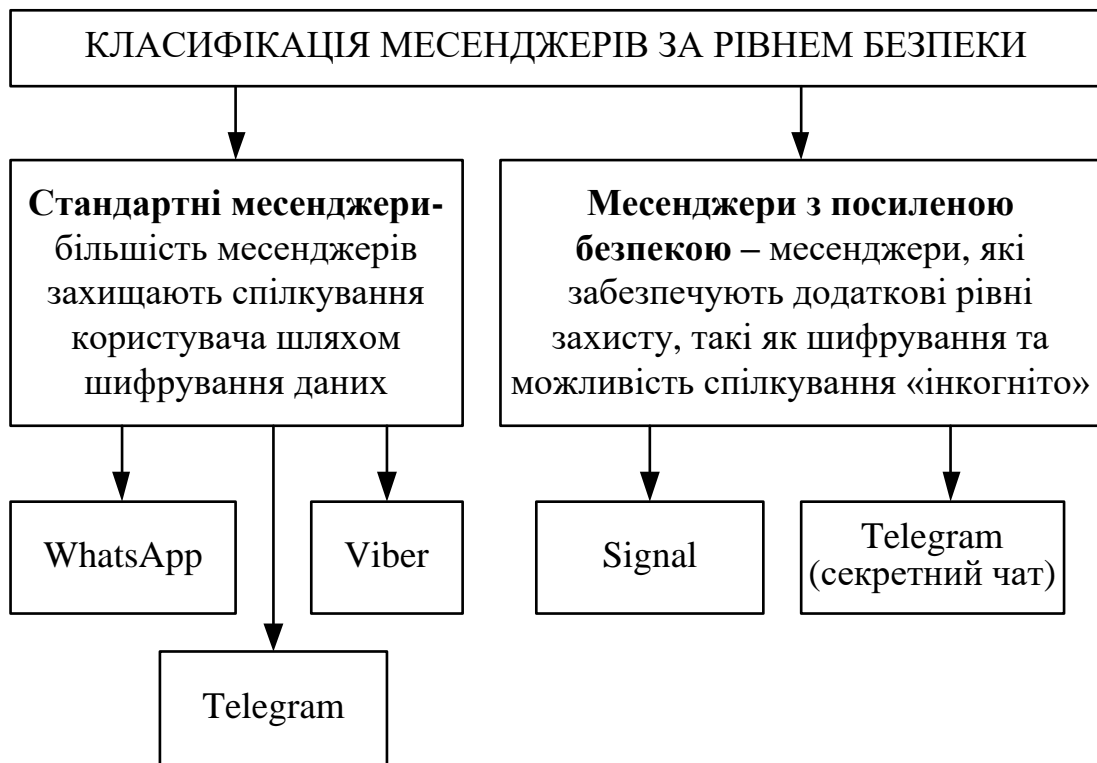 КЛАСИФІКАЦІЯ МЕСЕНДЖЕРІВ ЗА РІВНЕМ БЕЗПЕКИ
Стандартні месенджери-
більшість месенджерів
захищають спілкування
користувача шляхом
шифрування даних
Месенджери з посиленою
безпекою – месенджери, які
забезпечують додаткові рівні
захисту, такі як шифрування та
можливість спілкування «інкогніто»
WhatsApp
Viber
Signal
Telegram
(секретний чат)
Telegram